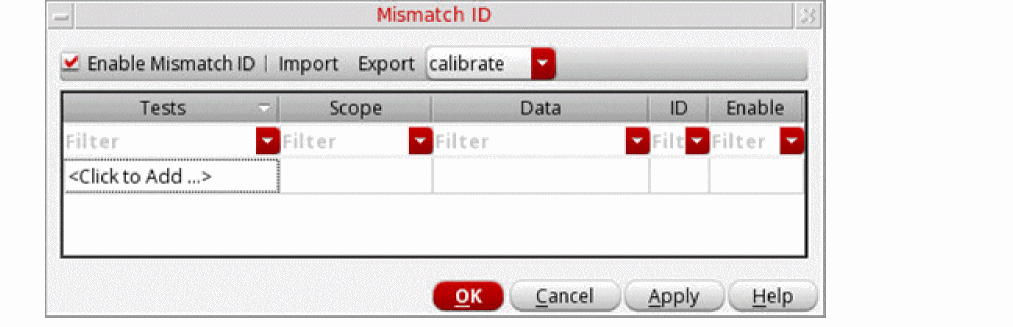 Mismatch ID
Enable Mismatch ID | Import Export calibrate
Tests Scope Data ID Enable
Filter Filter Filter Filt Filter
<Click to Add ...>
OK Cancel Apply Help